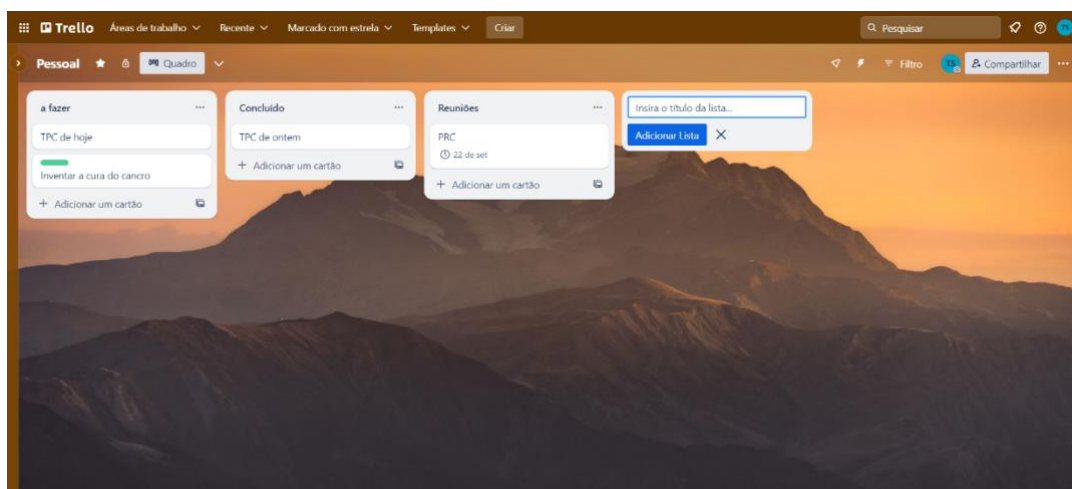 Trello Áreas de trabalho Recente Marcado com estrela Templates Criar Pesquisar
Pessoal Quadro Filtro TS Compartilhar
a fazer
TPC de hoje
Inventar a cura do cancro
+ Adicionar um cartão
Concluído
TPC de ontem
+ Adicionar um cartão
Reuniões
PRC
22 de set
+ Adicionar um cartão
Insira o título da lista...
Adicionar Lista